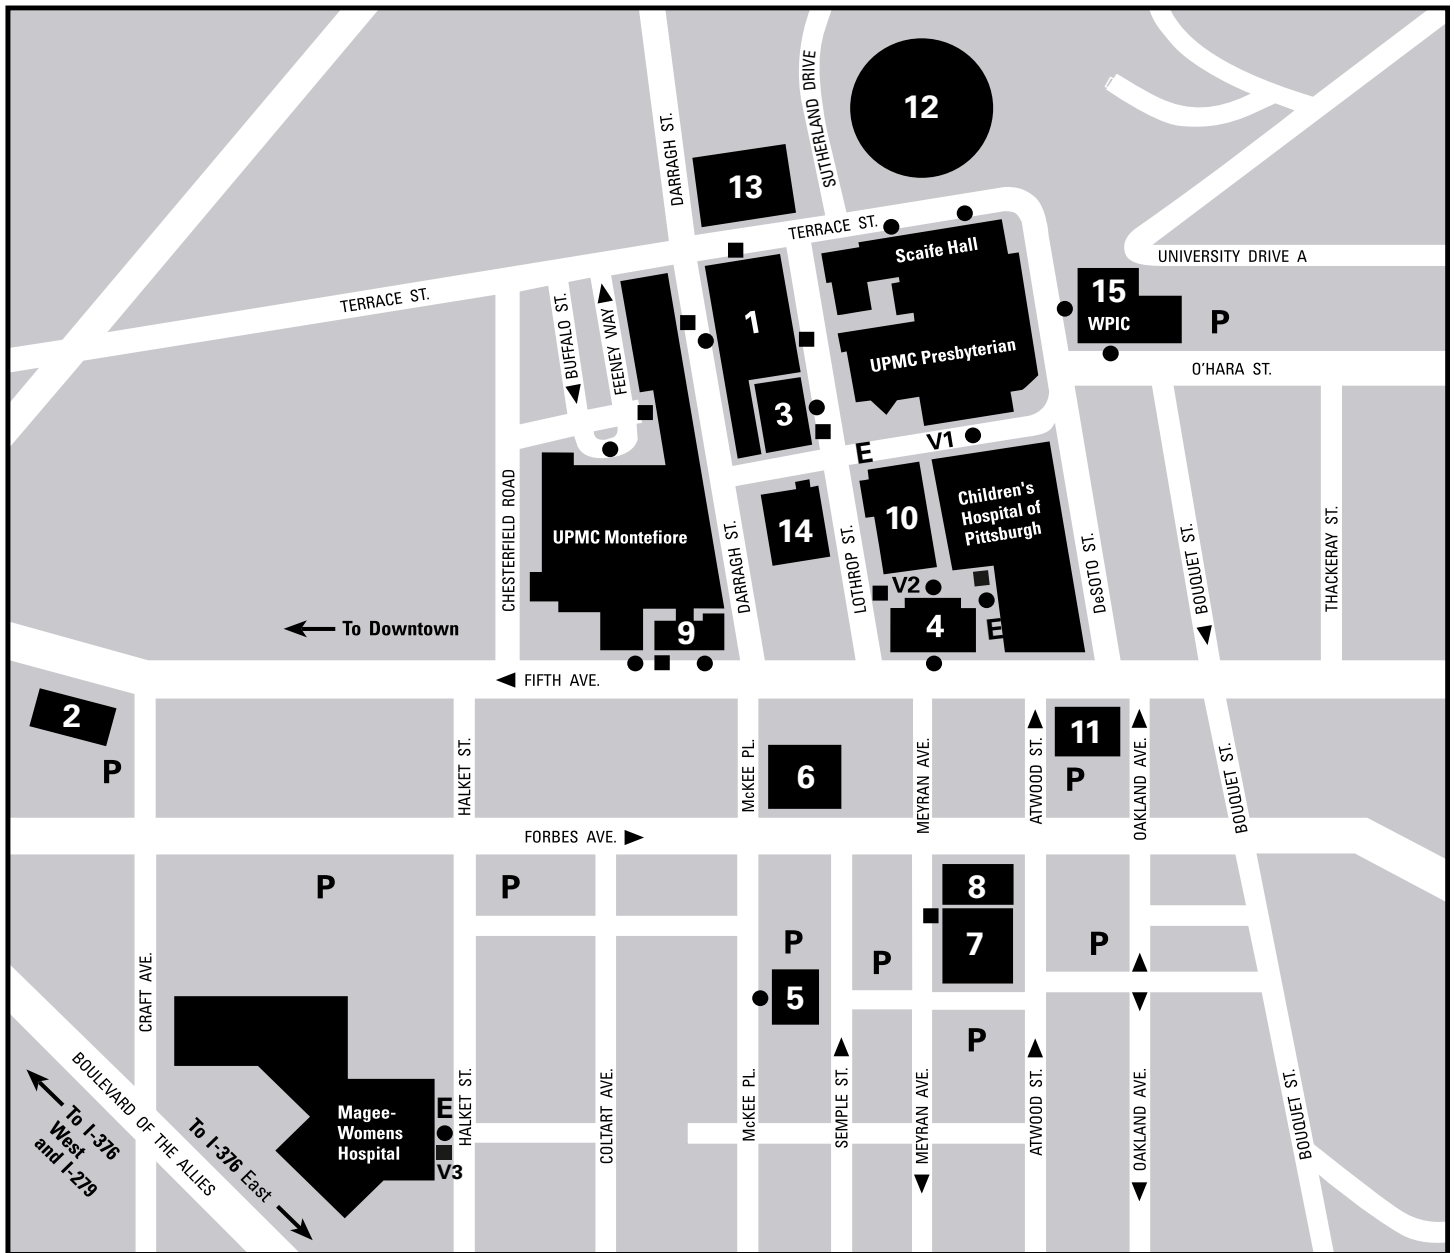 12
SUTHERLAND DRIVE
DARRAGH ST.
13
TERRACE ST.
Scaife Hall
UNIVERSITY DRIVE A
15
WPIC
P
TERRACE ST.
BUFFALO ST.
FEENEY WAY
1
UPMC Presbyterian
O'HARA ST.
3
E
V1
CHESTERFIELD ROAD
UPMC Montefiore
DARRAGH ST.
14
LOTHROP ST.
10
Children's
Hospital of
Pittsburgh
DeSOTO ST.
BOUQUET ST.
THACKERAY ST.
V2
4
E
9
To Downtown
FIFTH AVE.
2
P
HALKET ST.
McKEE PL.
6
MEYRAN AVE.
ATWOOD ST.
11
P
OAKLAND AVE.
BOUQUET ST.
FORBES AVE.
P
P
8
7
P
P
P
5
P
CRAFT AVE.
BOULEVARD OF THE ALLIES
To I-376
West
and I-279
To I-376 East
Magee-
Womens
Hospital
E
V3
HALKET ST.
COLTART AVE.
McKEE PL.
SEMPLE ST.
MEYRAN AVE.
ATWOOD ST.
OAKLAND AVE.
BOUQUET ST.